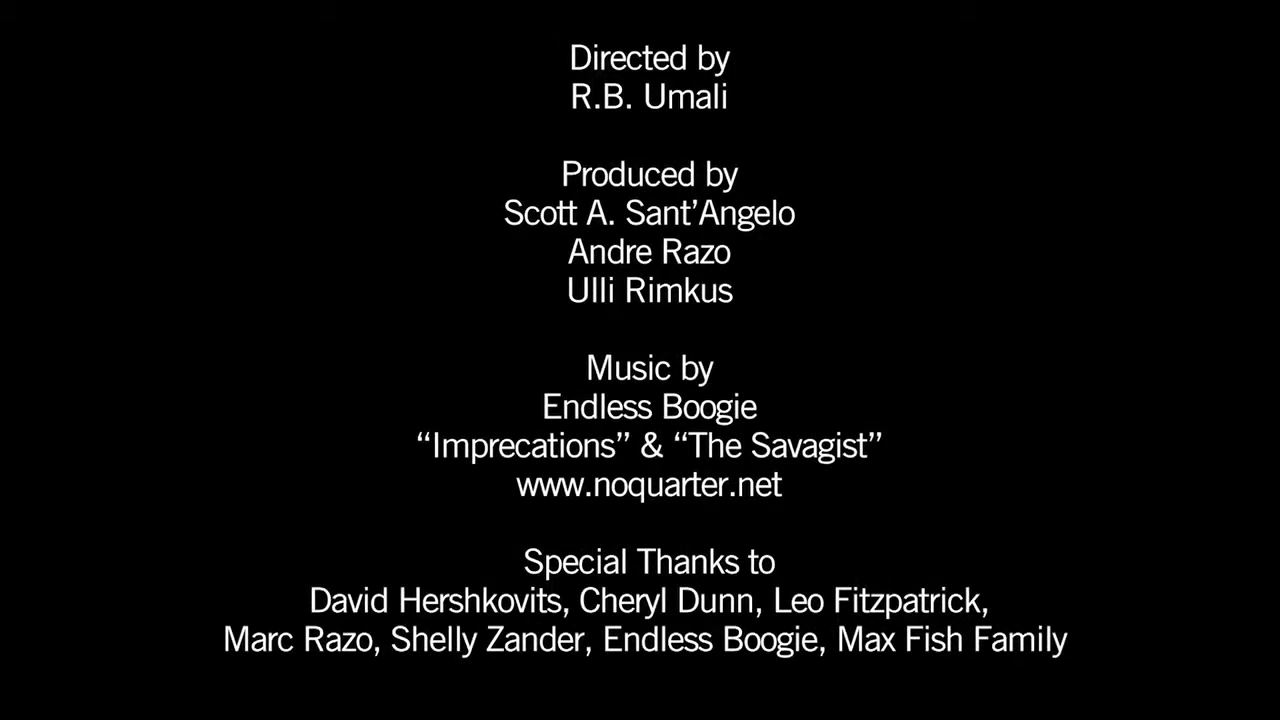 Directed by
R.B. Umali
Produced by
Scott A. Sant’Angelo
Andre Razo
Ulli Rimkus
Music by
Endless Boogie
“Imprecations” & “The Savagist”
www.noquarter.net
Special Thanks to
David Hershkovits, Cheryl Dunn, Leo Fitzpatrick,
Marc Razo, Shelly Zander, Endless Boogie, Max Fish Family